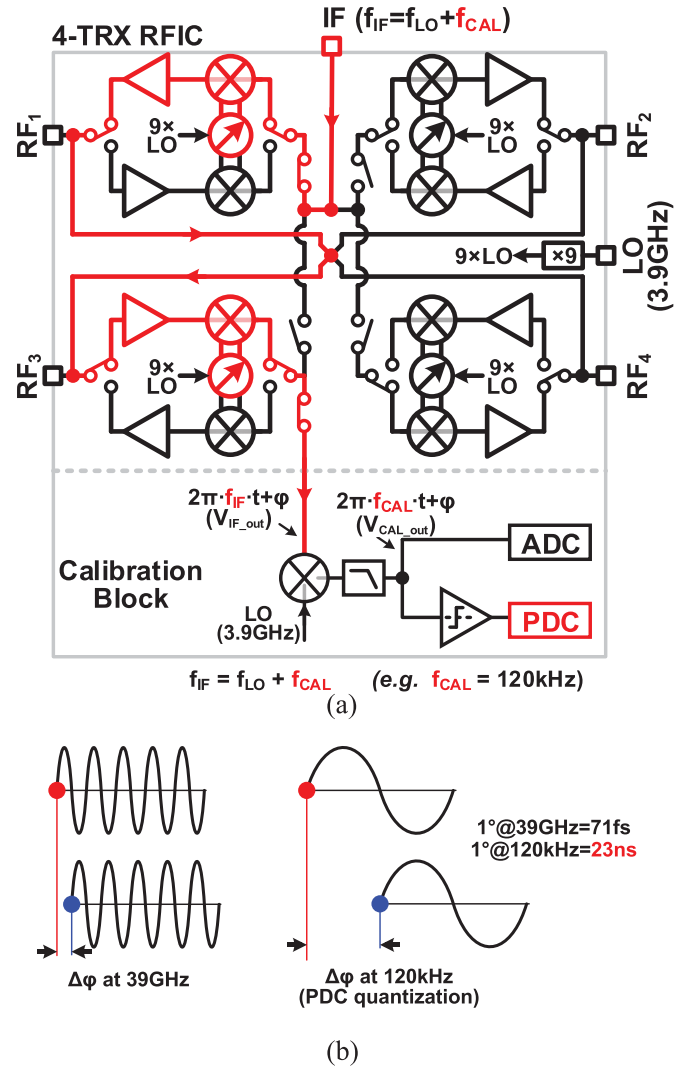 IF (fIF=fLO+fCAL)
4-TRX RFIC
RF1
9×
LO
9×
LO
RF2
9×LO
×9
LO
(3.9GHz)
RF3
9×
LO
9×
LO
RF4
2π·fIF·t+φ
(VIF_out)
2π·fCAL·t+φ
(VCAL_out)
Calibration
Block
LO
(3.9GHz)
ADC
PDC
fIF = fLO + fCAL (e.g. fCAL = 120kHz)
(a)
1°@39GHz=71fs
1°@120kHz=23ns
Δφ at 39GHz
Δφ at 120kHz
(PDC quantization)
(b)